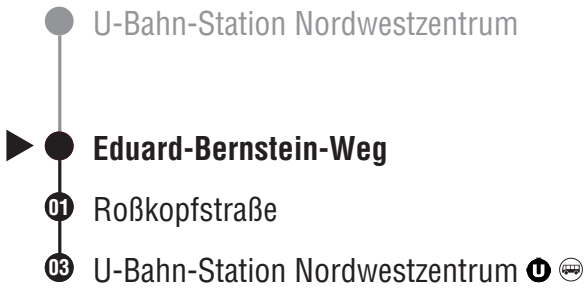 U-Bahn-Station Nordwestzentrum
Eduard-Bernstein-Weg
01 Roßkopfstraße
03 U-Bahn-Station Nordwestzentrum U